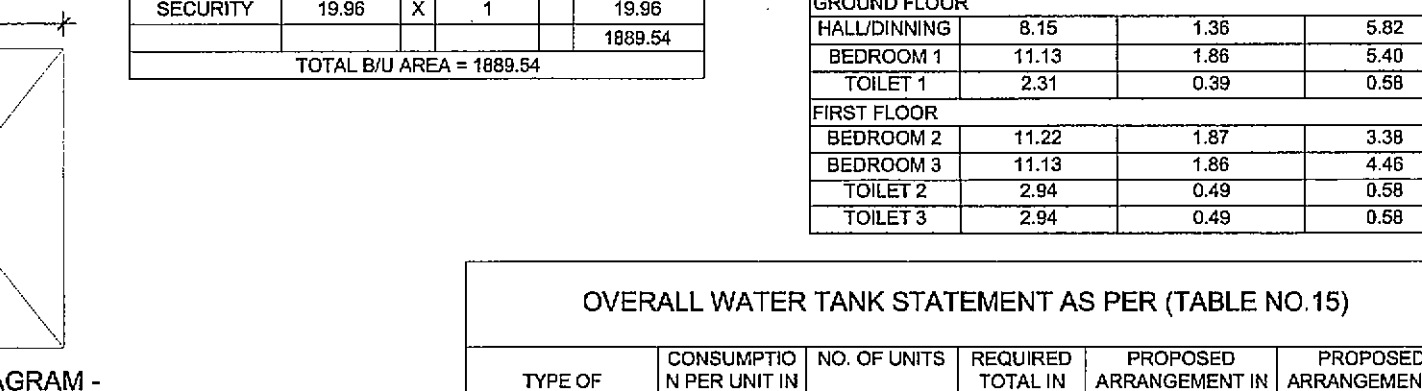 SECURITY 19.96 X 1 19.96
1889.54
TOTAL B/U AREA = 1889.54
GROUND FLOOR
HALL/DINNING 8.15 1.36 5.82
BEDROOM 1 11.13 1.86 5.40
TOILET 1 2.31 0.39 0.58
FIRST FLOOR
BEDROOM 2 11.22 1.87 3.38
BEDROOM 3 11.13 1.86 4.46
TOILET 2 2.94 0.49 0.58
TOILET 3 2.94 0.49 0.58
OVERALL WATER TANK STATEMENT AS PER (TABLE NO.15)
CONSUMPTIO NO. OF UNITS REQUIRED PROPOSED PROPOSED
TYPE OF N PER UNIT IN TOTAL IN ARRANGEMENT IN ARRANGEMEN
AGRAM -